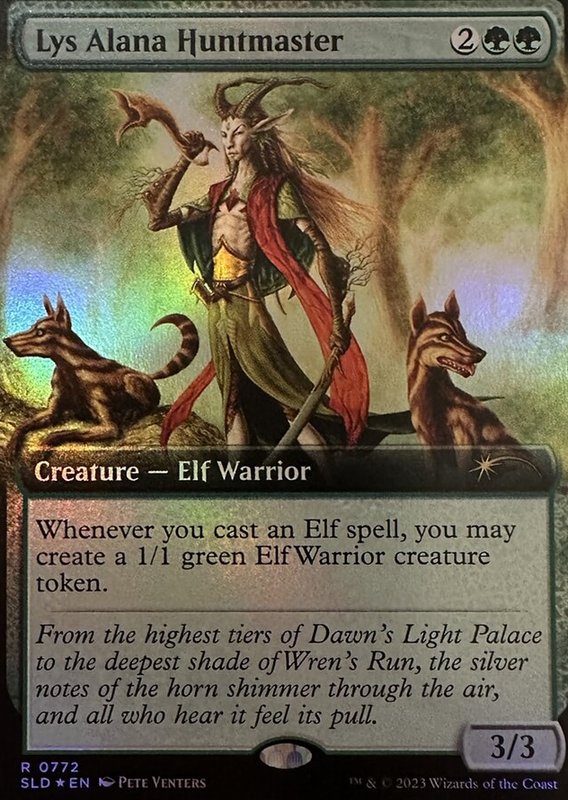 Lys Alana Huntmaster 2
Creature — Elf Warrior
Whenever you cast an Elf spell, you may
create a 1/1 green Elf Warrior creature
token.
From the highest tiers of Dawn's Light Palace
to the deepest shade of Wren's Run, the silver
notes of the horn shimmer through the air,
and all who hear it feel its pull.
3/3
R 0772
SLD ★ EN Pete Venters
™ & © 2023 Wizards of the Coast